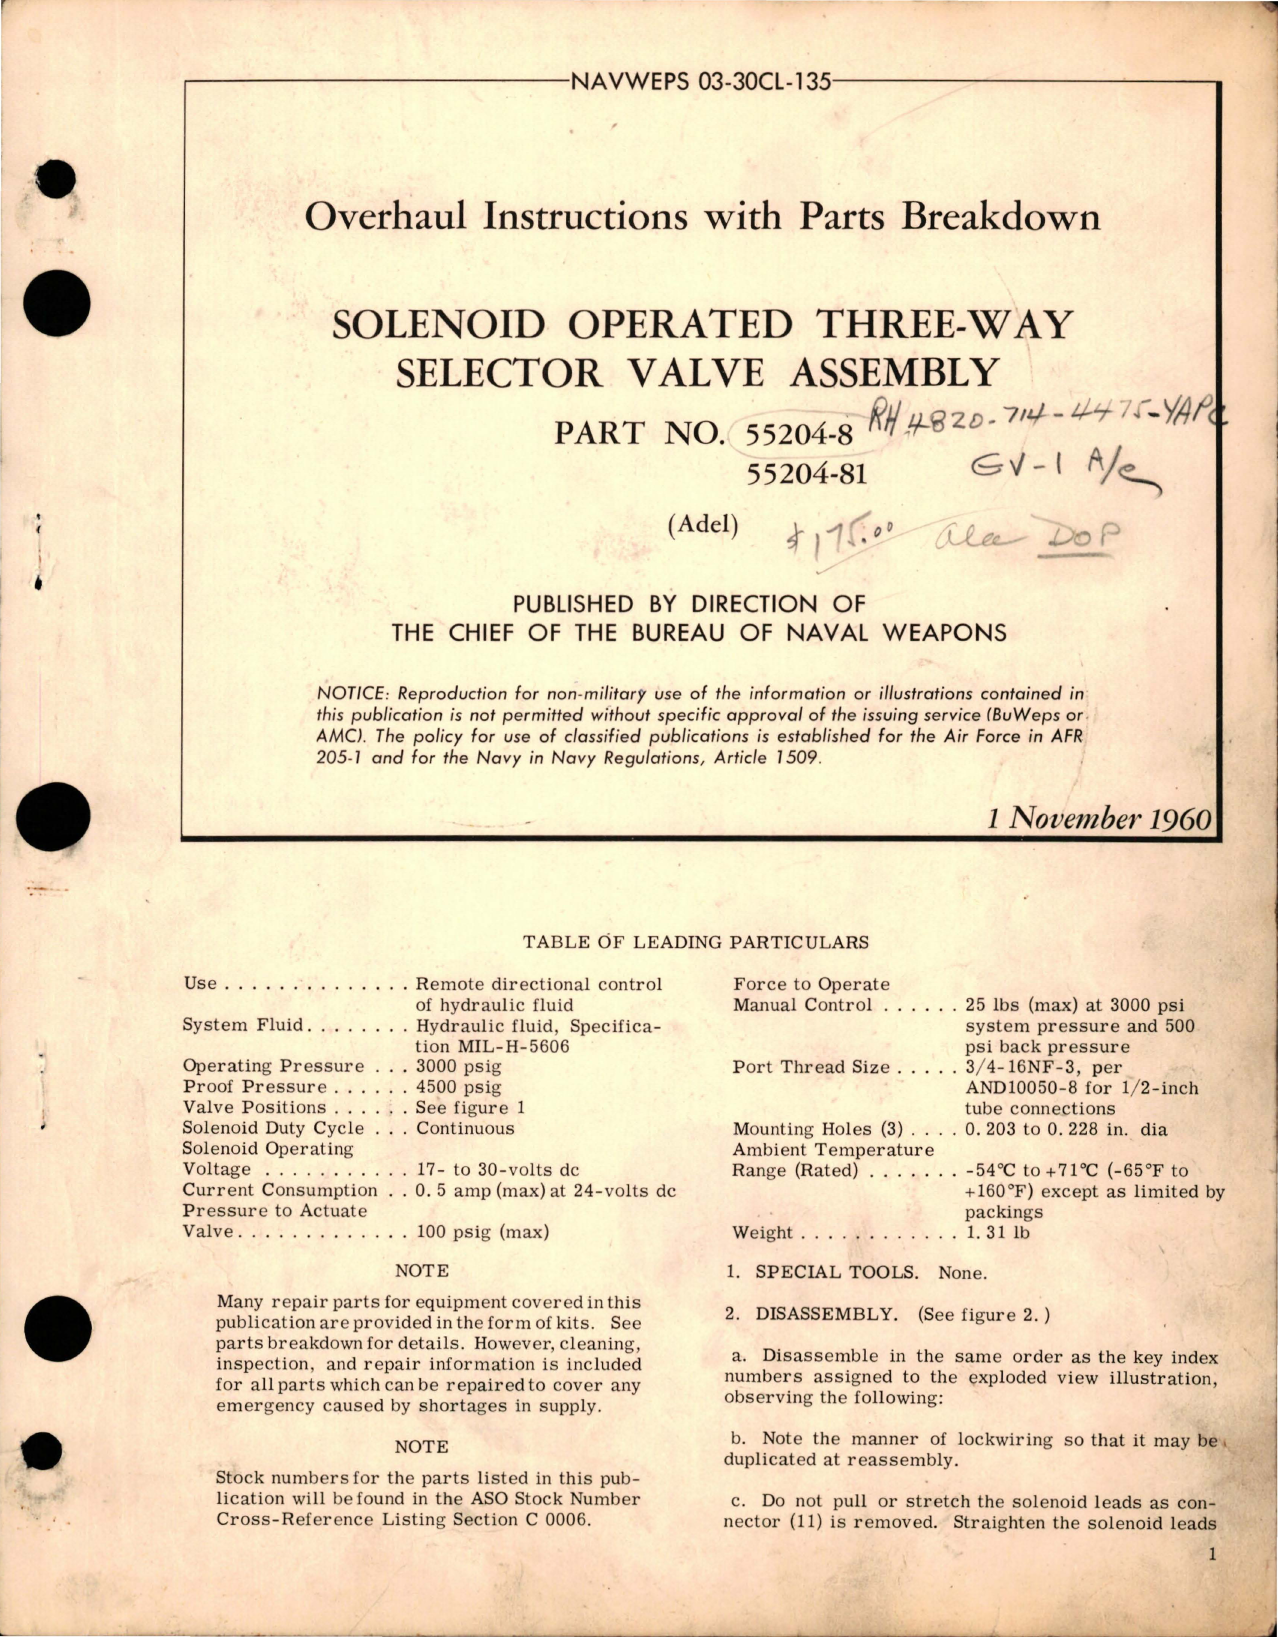 NAVWEPS 03-30CL-135
Overhaul Instructions with Parts Breakdown
SOLENOID OPERATED THREE-WAY
SELECTOR VALVE ASSEMBLY
PART NO. 55204-8 RH 4820-714-4475-YAPC
55204-81 GV-1 A/C
(Adel) $175.00 DOP
PUBLISHED BY DIRECTION OF
THE CHIEF OF THE BUREAU OF NAVAL WEAPONS
NOTICE: Reproduction for non-military use of the information or illustrations contained in
this publication is not permitted without specific approval of the issuing service (BuWeps or
AMC). The policy for use of classified publications is established for the Air Force in AFR
205-1 and for the Navy in Navy Regulations, Article 1509.
1 November 1960
TABLE OF LEADING PARTICULARS
Use . . . . . . . . . . . . . . Remote directional control
of hydraulic fluid
System Fluid. . . . . . . . Hydraulic fluid, Specifica-
tion MIL-H-5606
Operating Pressure . . . 3000 psig
Proof Pressure . . . . . . 4500 psig
Valve Positions . . . . . . See figure 1
Solenoid Duty Cycle . . . Continuous
Solenoid Operating
Voltage . . . . . . . . . . . 17- to 30-volts dc
Current Consumption . . 0.5 amp (max) at 24-volts dc
Pressure to Actuate
Valve. . . . . . . . . . . . . 100 psig (max)
NOTE
Many repair parts for equipment covered in this
publication are provided in the form of kits. See
parts breakdown for details. However, cleaning,
inspection, and repair information is included
for all parts which can be repaired to cover any
emergency caused by shortages in supply.
NOTE
Stock numbers for the parts listed in this pub-
lication will be found in the ASO Stock Number
Cross-Reference Listing Section C 0006.
Force to Operate
Manual Control . . . . . . 25 lbs (max) at 3000 psi
system pressure and 500
psi back pressure
Port Thread Size . . . . . 3/4-16NF-3, per
AND10050-8 for 1/2-inch
tube connections
Mounting Holes (3) . . . . 0.203 to 0.228 in. dia
Ambient Temperature
Range (Rated) . . . . . . . -54°C to +71°C (-65°F to
+160°F) except as limited by
packings
Weight . . . . . . . . . . . . 1.31 lb
1. SPECIAL TOOLS. None.
2. DISASSEMBLY. (See figure 2.)
a. Disassemble in the same order as the key index
numbers assigned to the exploded view illustration,
observing the following:
b. Note the manner of lockwiring so that it may be
duplicated at reassembly.
c. Do not pull or stretch the solenoid leads as con-
nector (11) is removed. Straighten the solenoid leads
1